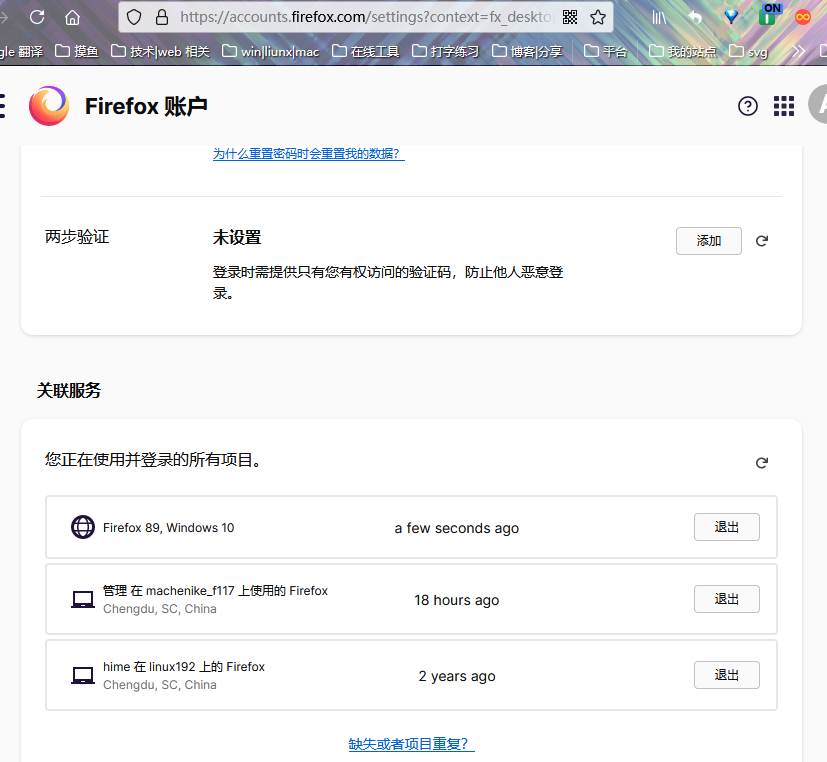 https://accounts.firefox.com/settings?context=fx_deskto
ON
gle 翻译 摸鱼 技术|web 相关 win|liunx|mac 在线工具 打字练习 博客|分享 平台 我的站点 svg
Firefox 账户
A
为什么重置密码时会重置我的数据?
两步验证 未设置 添加
登录时需提供只有您有权访问的验证码，防止他人恶意登
录。
关联服务
您正在使用并登录的所有项目。
Firefox 89, Windows 10 a few seconds ago 退出
管理 在 machenike_f117 上使用的 Firefox
Chengdu, SC, China
18 hours ago 退出
hime 在 linux192 上的 Firefox
Chengdu, SC, China
2 years ago 退出
缺失或者项目重复?